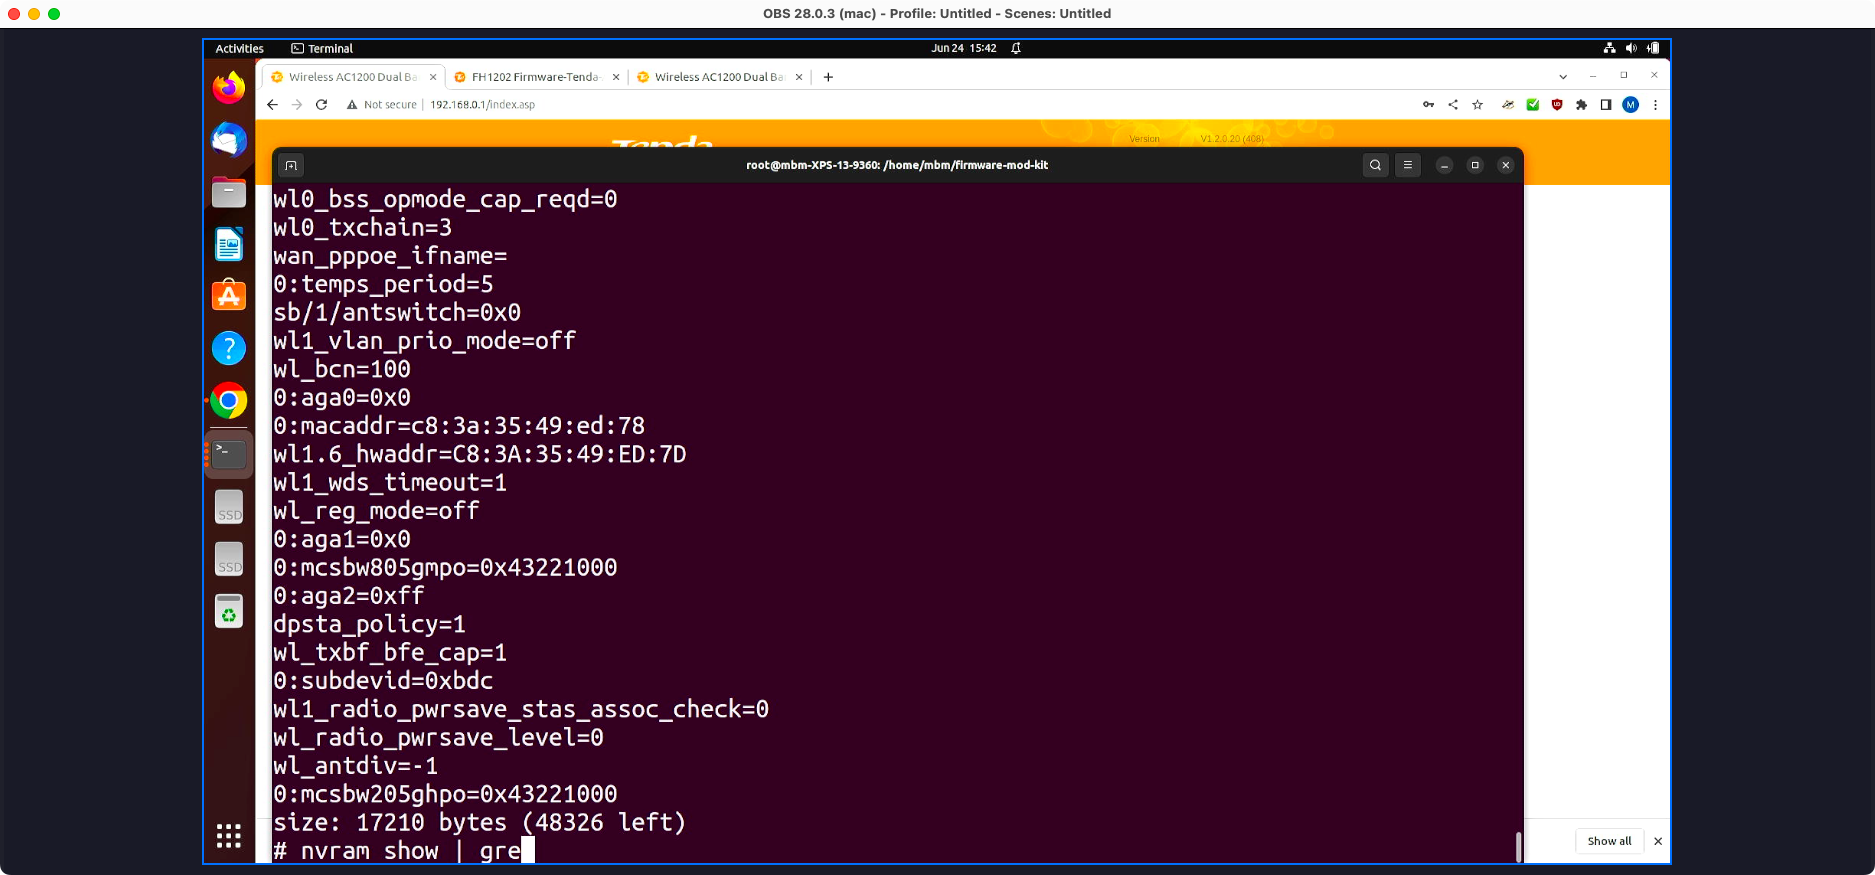 OBS 28.0.3 (mac) - Profile: Untitled - Scenes: Untitled
Activities
Terminal
Jun 24 15:42
Wireless AC1200 Dual Ba
FH1202 Firmware-Tenda-
Wireless AC1200 Dual Ba
Not secure
192.168.0.1/index.asp
M
Tenda
Version
V1.2.0.20 (408)
root@mbm-XPS-13-9360: /home/mbm/firmware-mod-kit
wl0_bss_opmode_cap_reqd=0
wl0_txchain=3
wan_pppoe_ifname=
0:temps_period=5
sb/1/antswitch=0x0
wl1_vlan_prio_mode=off
wl_bcn=100
0:aga0=0x0
0:macaddr=c8:3a:35:49:ed:78
wl1.6_hwaddr=C8:3A:35:49:ED:7D
wl1_wds_timeout=1
wl_reg_mode=off
0:aga1=0x0
0:mcsbw805gmpo=0x43221000
0:aga2=0xff
dpsta_policy=1
wl_txbf_bfe_cap=1
0:subdevid=0xbdc
wl1_radio_pwrsave_stas_assoc_check=0
wl_radio_pwrsave_level=0
wl_antdiv=-1
0:mcsbw205ghpo=0x43221000
size: 17210 bytes (48326 left)
# nvram show | gre
SSD
SSD
Show all